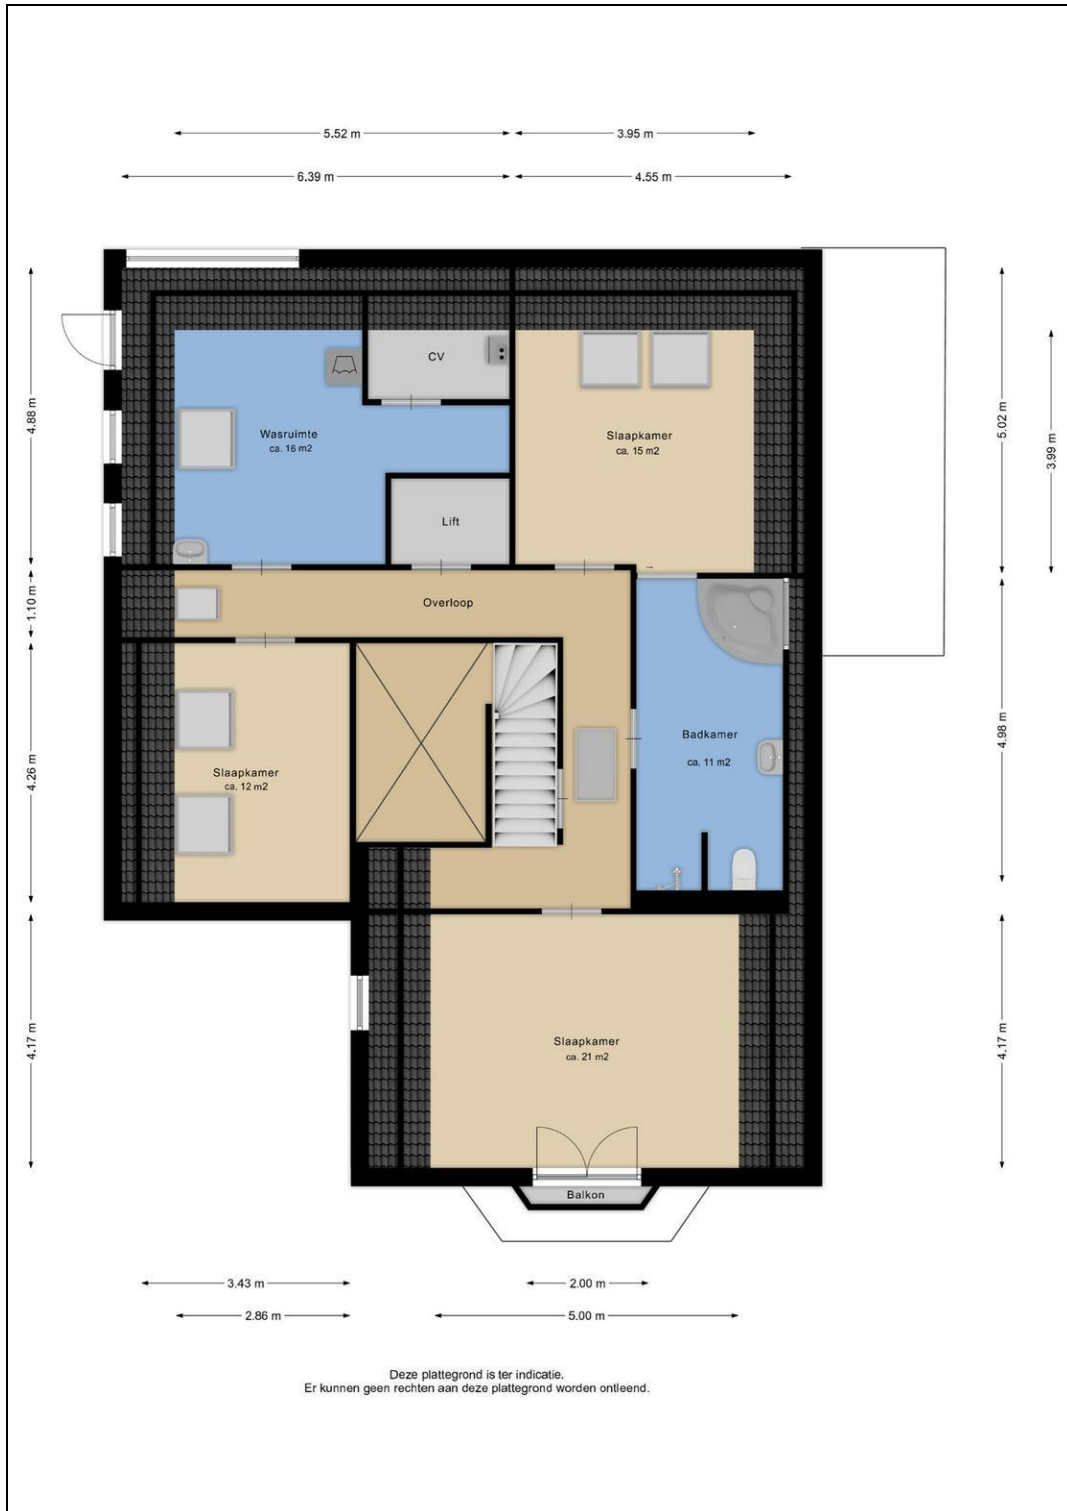 5.52 m
3.95 m
6.39 m
4.55 m
4.88 m
5.02 m
3.99 m
CV
Wasruimte
ca. 16 m2
Slaapkamer
ca. 15 m2
Lift
1.10 m
Overloop
4.26 m
4.98 m
Badkamer
ca. 11 m2
Slaapkamer
ca. 12 m2
4.17 m
4.17 m
Slaapkamer
ca. 21 m2
Balkon
3.43 m
2.00 m
2.86 m
5.00 m
Deze plattegrond is ter indicatie.
Er kunnen geen rechten aan deze plattegrond worden ontleend.